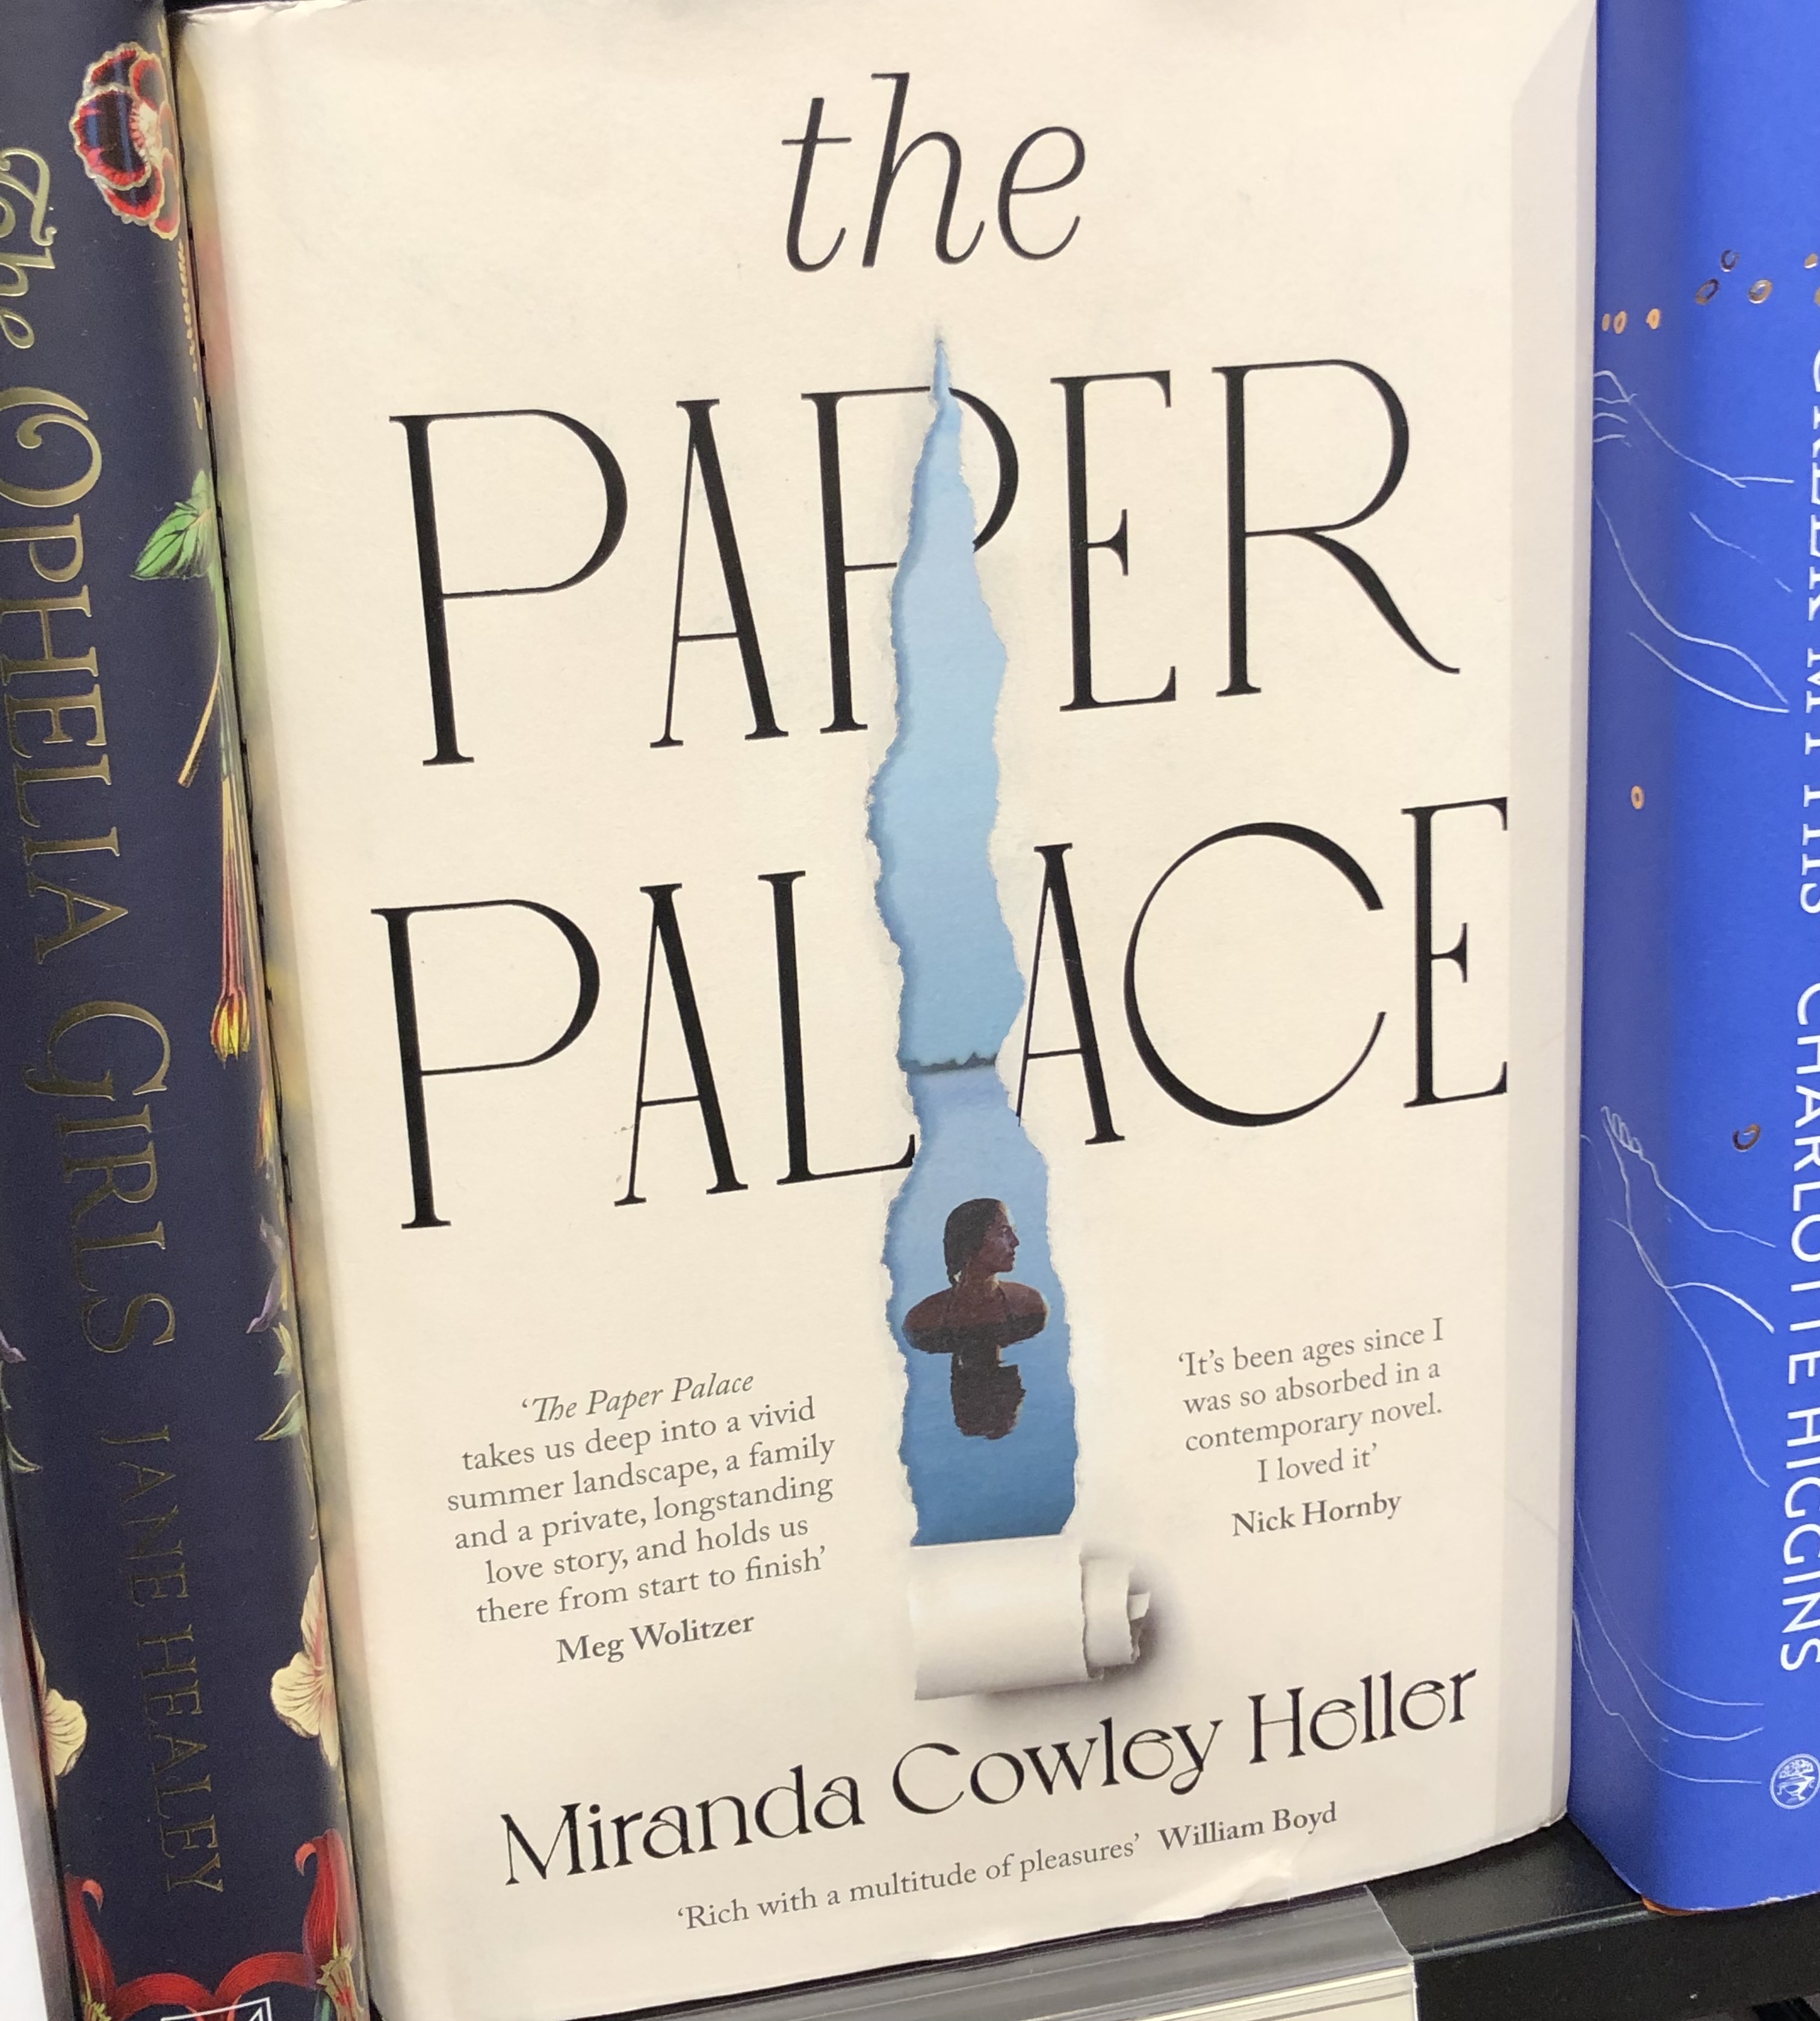 The OPHELIA GIRLS JANE HEALEY
the
PAPER
PALACE
‘The Paper Palace
takes us deep into a vivid
summer landscape, a family
and a private, longstanding
love story, and holds us
there from start to finish’
Meg Wolitzer
‘It’s been ages since I
was so absorbed in a
contemporary novel.
I loved it’
Nick Hornby
Miranda Cowley Heller
‘Rich with a multitude of pleasures’ William Boyd
GREEK MYTHS CHARLOTTE HIGGINS